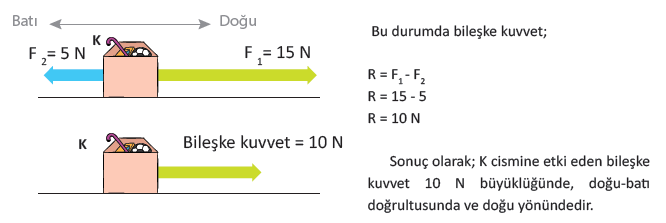 Batı Doğu
K
F2= 5 N F1= 15 N
K Bileşke kuvvet = 10 N
Bu durumda bileşke kuvvet;
R = F1- F2
R = 15 - 5
R = 10 N
Sonuç olarak; K cismine etki eden bileşke
kuvvet 10 N büyüklüğünde, doğu-batı
doğrultusunda ve doğu yönündedir.